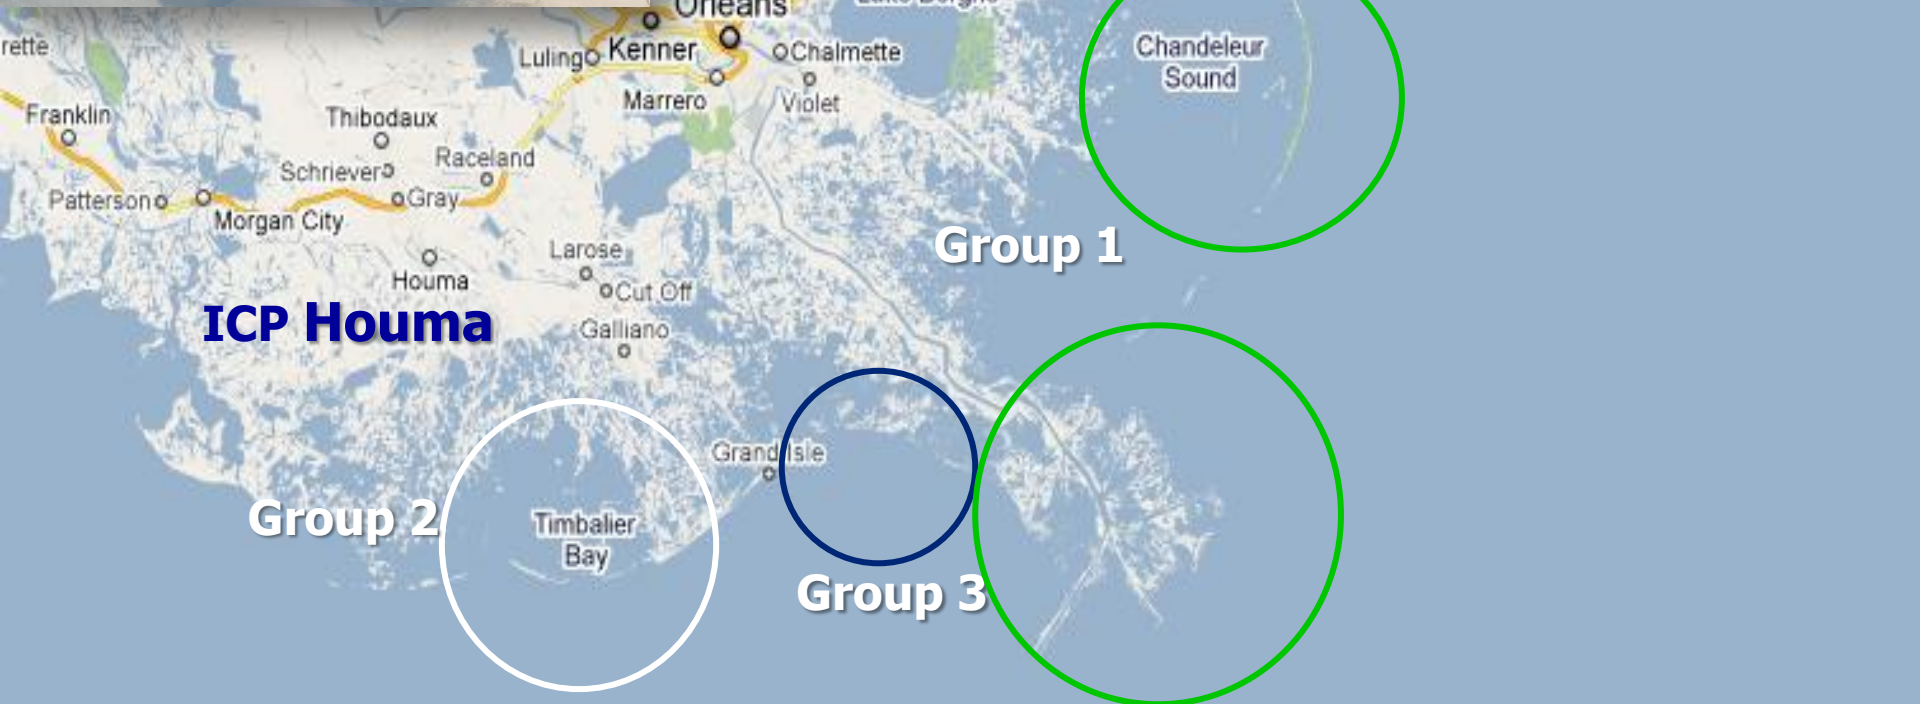 Orleans
rette
Luling
Kenner
Chalmette
Chandeleur
Sound
Marrero
Violet
Franklin
Thibodaux
Raceland
Schriever
Patterson
Gray
Morgan City
Group 1
Larose
Houma
Cut Off
ICP Houma
Galliano
Grand Isle
Group 2
Timbalier
Bay
Group 3